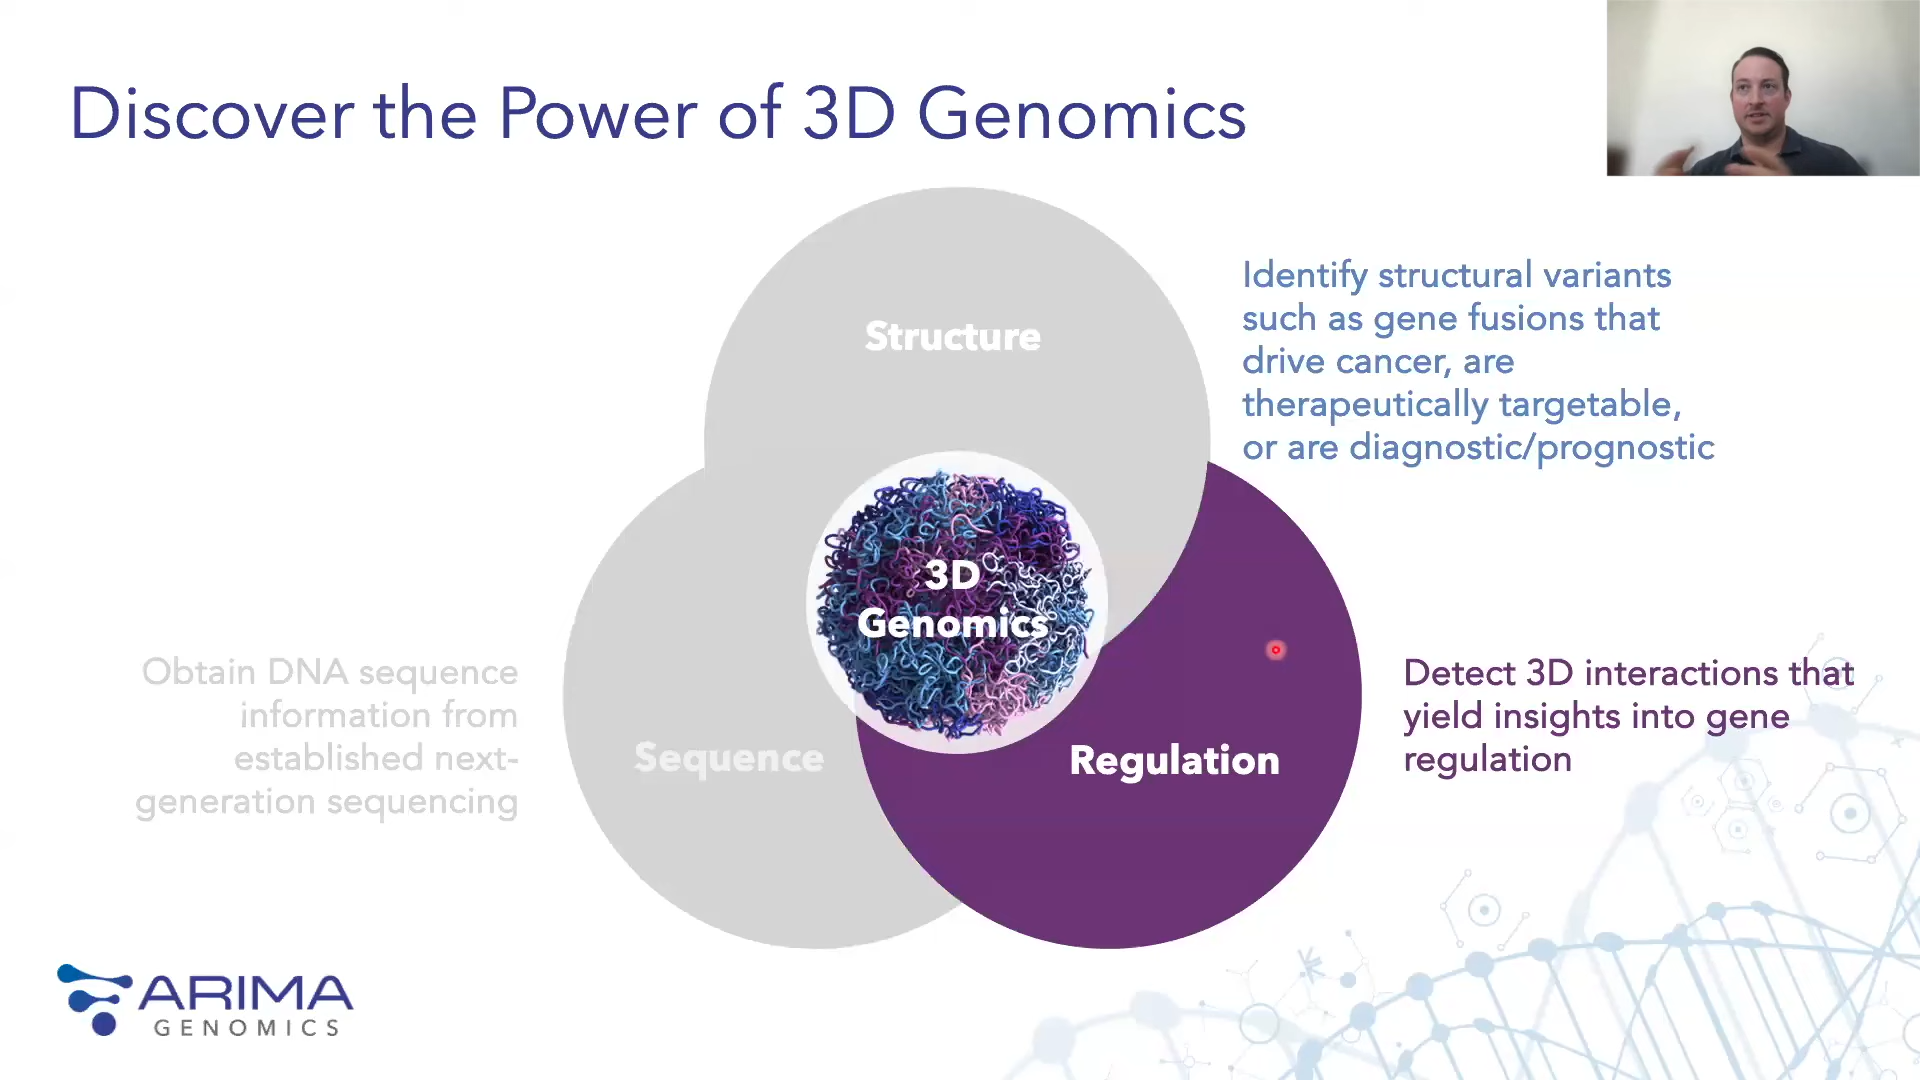 Discover the Power of 3D Genomics
Structure
Identify structural variants
such as gene fusions that
drive cancer, are
therapeutically targetable,
or are diagnostic/prognostic
3D
Genomics
Obtain DNA sequence
information from
established next-
generation sequencing
Sequence
Regulation
Detect 3D interactions that
yield insights into gene
regulation
ARIMA
GENOMICS